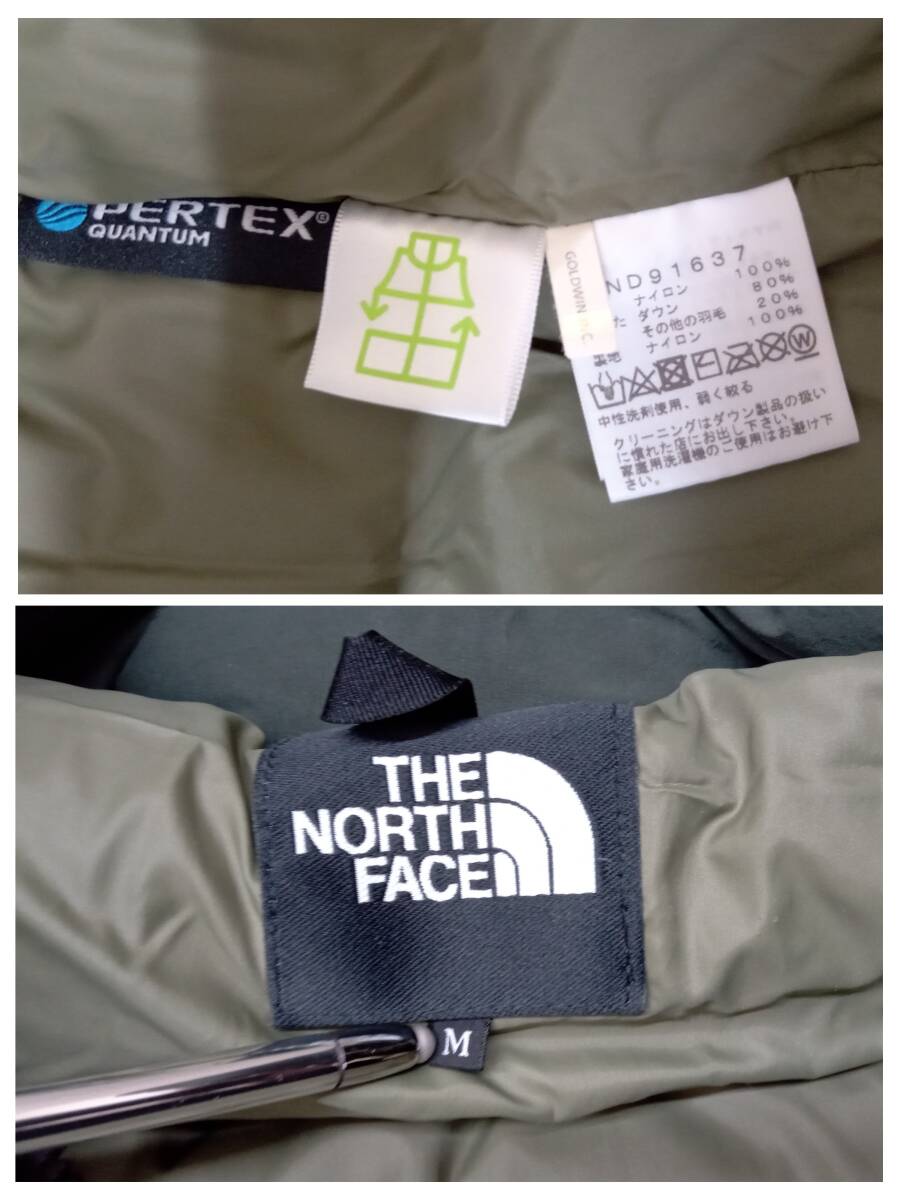 PERTEX®
QUANTUM
GOLDWIN INC.
ND91637
100%
ナイロン 80%
た ダウン 20%
その他の羽毛 100%
裏地 ナイロン
W
中性洗剤使用、弱く絞る
クリーニングはダウン製品の扱い
に慣れた店にお出し下さい。
家庭用洗濯機のご使用はお避け下
さい。
THE
NORTH
FACE
M